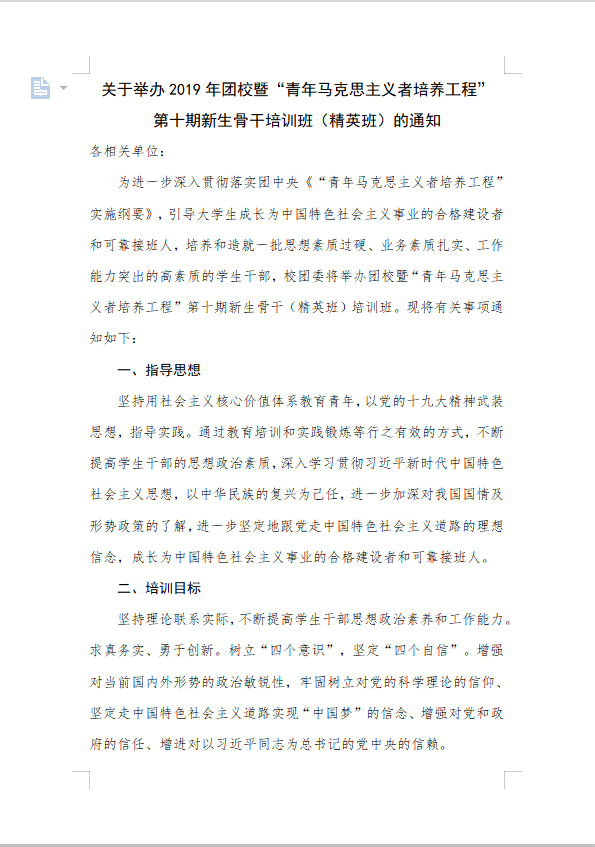 关于举办 2019 年团校暨“青年马克思主义者培养工程”
第十期新生骨干培训班（精英班）的通知
各相关单位：
为进一步深入贯彻落实团中央《“青年马克思主义者培养工程”
实施纲要》，引导大学生成长为中国特色社会主义事业的合格建设者
和可靠接班人，培养和造就一批思想素质过硬、业务素质扎实、工作
能力突出的高素质的学生干部，校团委将举办团校暨“青年马克思主
义者培养工程”第十期新生骨干（精英班）培训班。现将有关事项通
知如下：
一、指导思想
坚持用社会主义核心价值体系教育青年，以党的十九大精神武装
思想，指导实践。通过教育培训和实践锻炼等行之有效的方式，不断
提高学生干部的思想政治素质，深入学习贯彻习近平新时代中国特色
社会主义思想，以中华民族的复兴为己任，进一步加深对我国国情及
形势政策的了解，进一步坚定地跟党走中国特色社会主义道路的理想
信念，成长为中国特色社会主义事业的合格建设者和可靠接班人。
二、培训目标
坚持理论联系实际，不断提高学生干部思想政治素养和工作能力。
求真务实、勇于创新。树立“四个意识”，坚定“四个自信”。增强
对当前国内外形势的政治敏锐性，牢固树立对党的科学理论的信仰、
坚定走中国特色社会主义道路实现“中国梦”的信念、增强对党和政
府的信任、增进对以习近平同志为总书记的党中央的信赖。